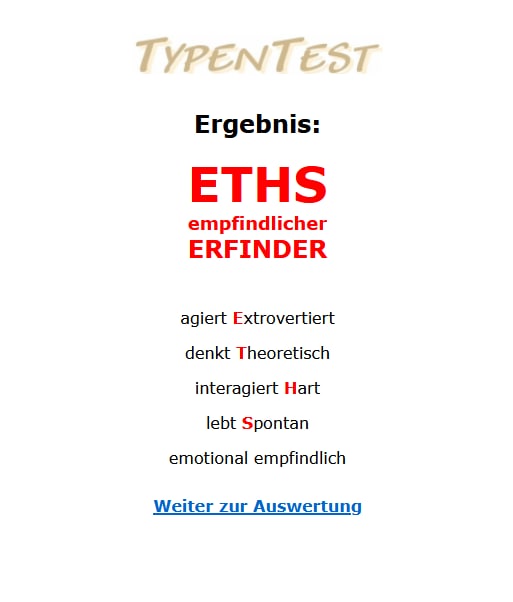 TYPENTEST
Ergebnis:
ETHS
empfindlicher
ERFINDER
agiert Extrovertiert
denkt Theoretisch
interagiert Hart
lebt Spontan
emotional empfindlich
Weiter zur Auswertung